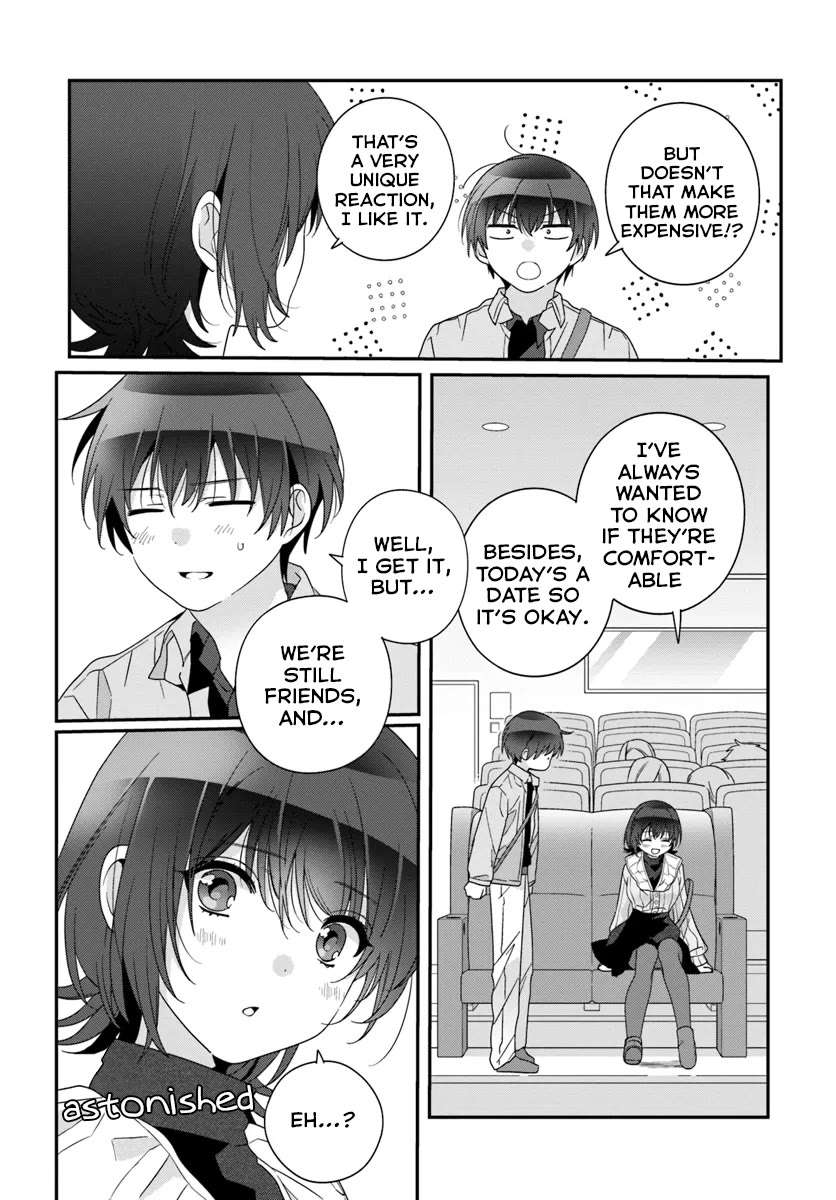 BUT
DOESN'T
THAT MAKE
THEM MORE
EXPENSIVE!?
THAT'S
A VERY
UNIQUE
REACTION,
I LIKE IT.
I'VE
ALWAYS
WANTED
TO KNOW
IF THEY'RE
COMFORT-
ABLE
BESIDES,
TODAY'S A
DATE SO
IT'S OKAY.
WELL,
I GET IT,
BUT...
WE'RE
STILL
FRIENDS,
AND...
EH...?
astonished